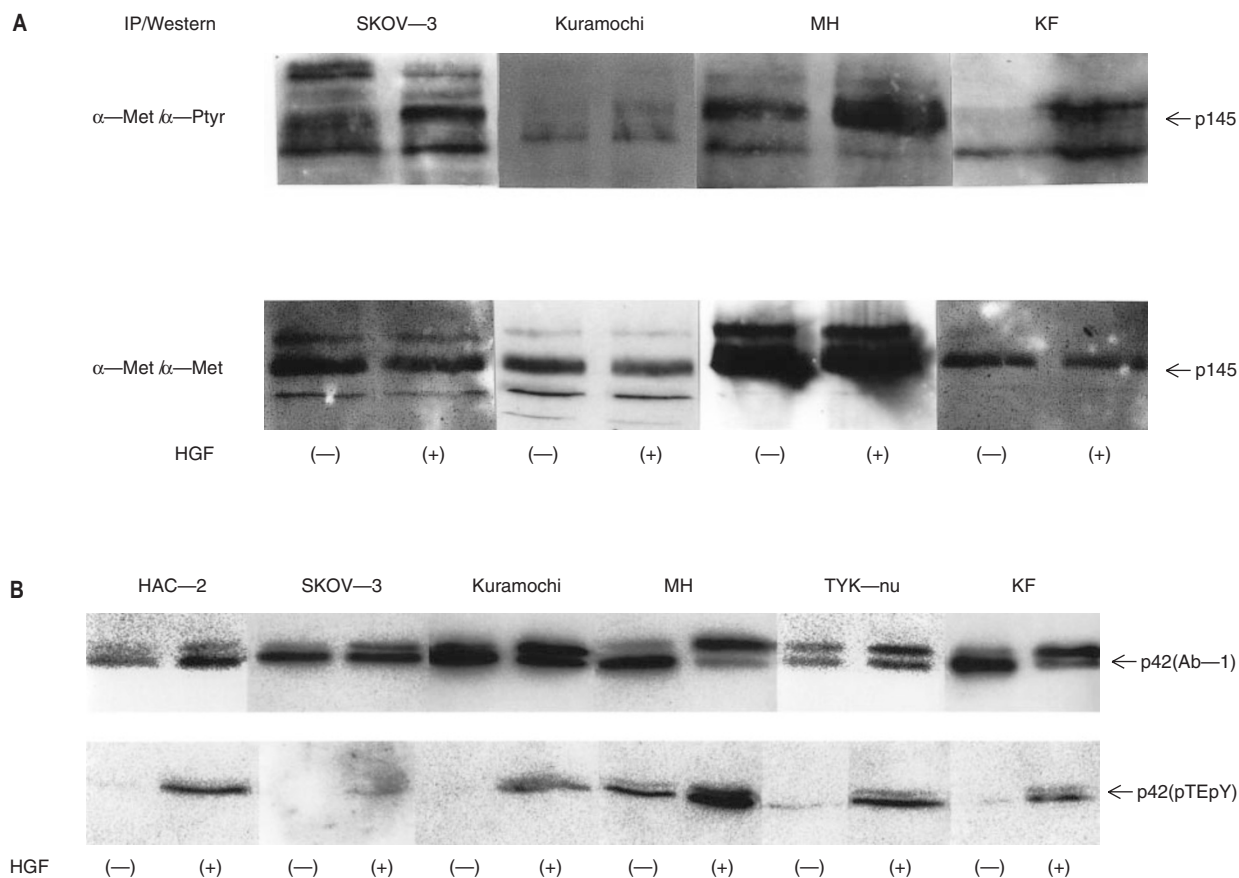 A
IP/Western SKOV—3 Kuramochi MH KF
α—Met /α—Ptyr ← p145
α—Met /α—Met ← p145
HGF (—) (+) (—) (+) (—) (+) (—) (+)
B
HAC—2 SKOV—3 Kuramochi MH TYK—nu KF
← p42(Ab—1)
← p42(pTEpY)
HGF (—) (+) (—) (+) (—) (+) (—) (+) (—) (+) (—) (+)